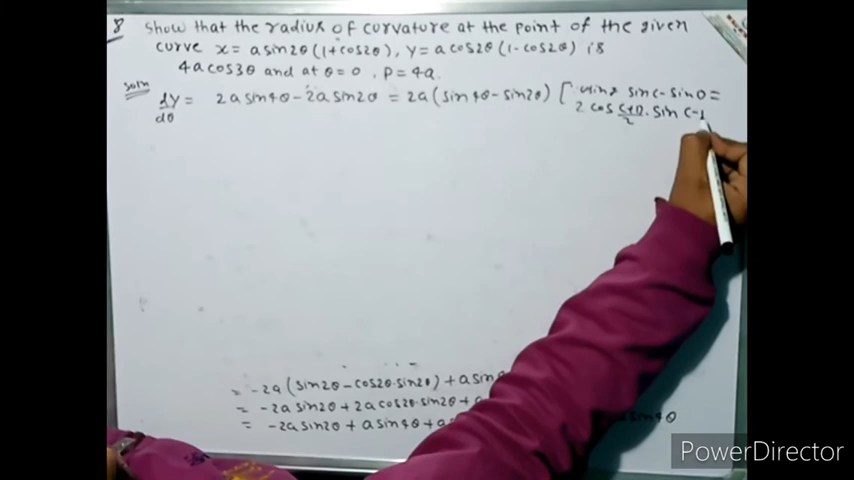 8 Show that the radius of curvature at the point of the given
curve x = a sin2θ (1+cos2θ), y = a cos2θ (1-cos2θ) is
4a cos3θ and at θ = 0, P = 4a.
Soln dy/dθ = 2a sin4θ - 2a sin2θ = 2a (sin4θ - sin2θ) [ using sinC - sinD =
2 cos C+D/2 . sin C-
= -2a (sin2θ - cos2θ.sin2θ) + a sin
= -2a sin2θ + 2a cos2θ.sin2θ +
= -2a sin2θ + a sin4θ + a sin4θ
PowerDirector